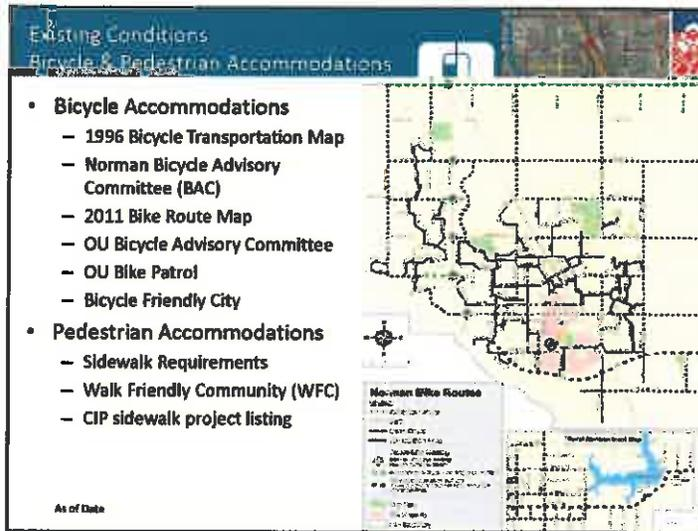 Existing Conditions
Bicycle & Pedestrian Accommodations
• Bicycle Accommodations
– 1996 Bicycle Transportation Map
– Norman Bicycle Advisory
Committee (BAC)
– 2011 Bike Route Map
– OU Bicycle Advisory Committee
– OU Bike Patrol
– Bicycle Friendly City
• Pedestrian Accommodations
– Sidewalk Requirements
– Walk Friendly Community (WFC)
– CIP sidewalk project listing
As of Date
Norman Bike Routes